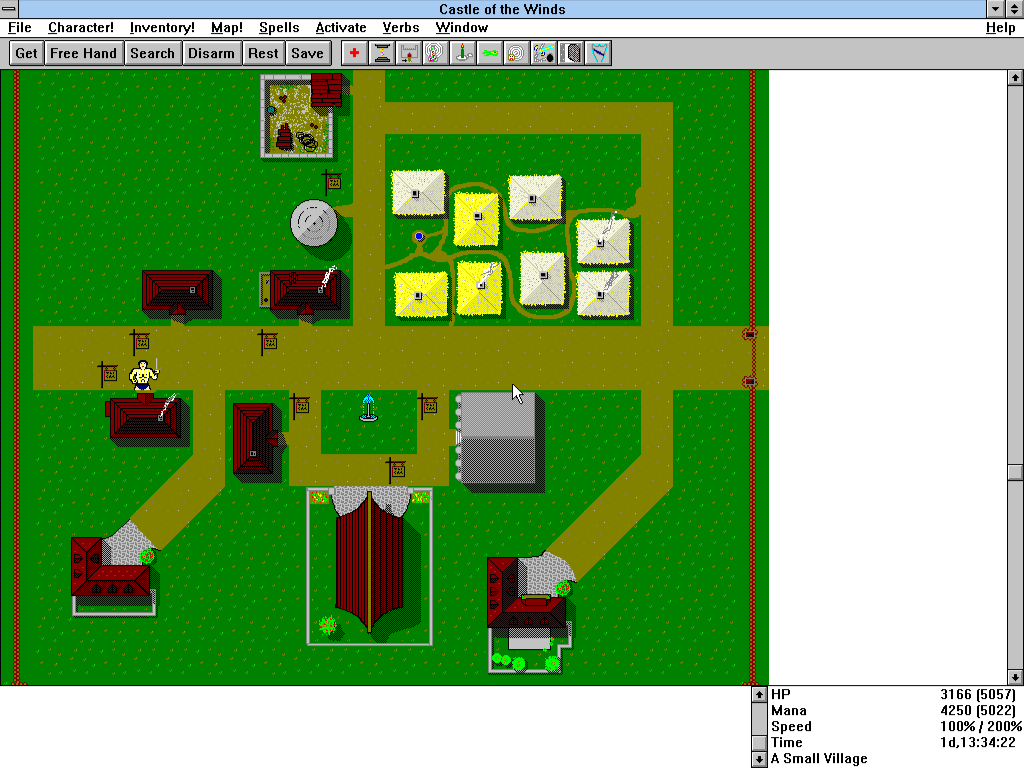 Castle of the Winds
File Character! Inventory! Map! Spells Activate Verbs Window Help
Get Free Hand Search Disarm Rest Save
HP 3166 (5057)
Mana 4250 (5022)
Speed 100% / 200%
Time 1d,13:34:22
A Small Village